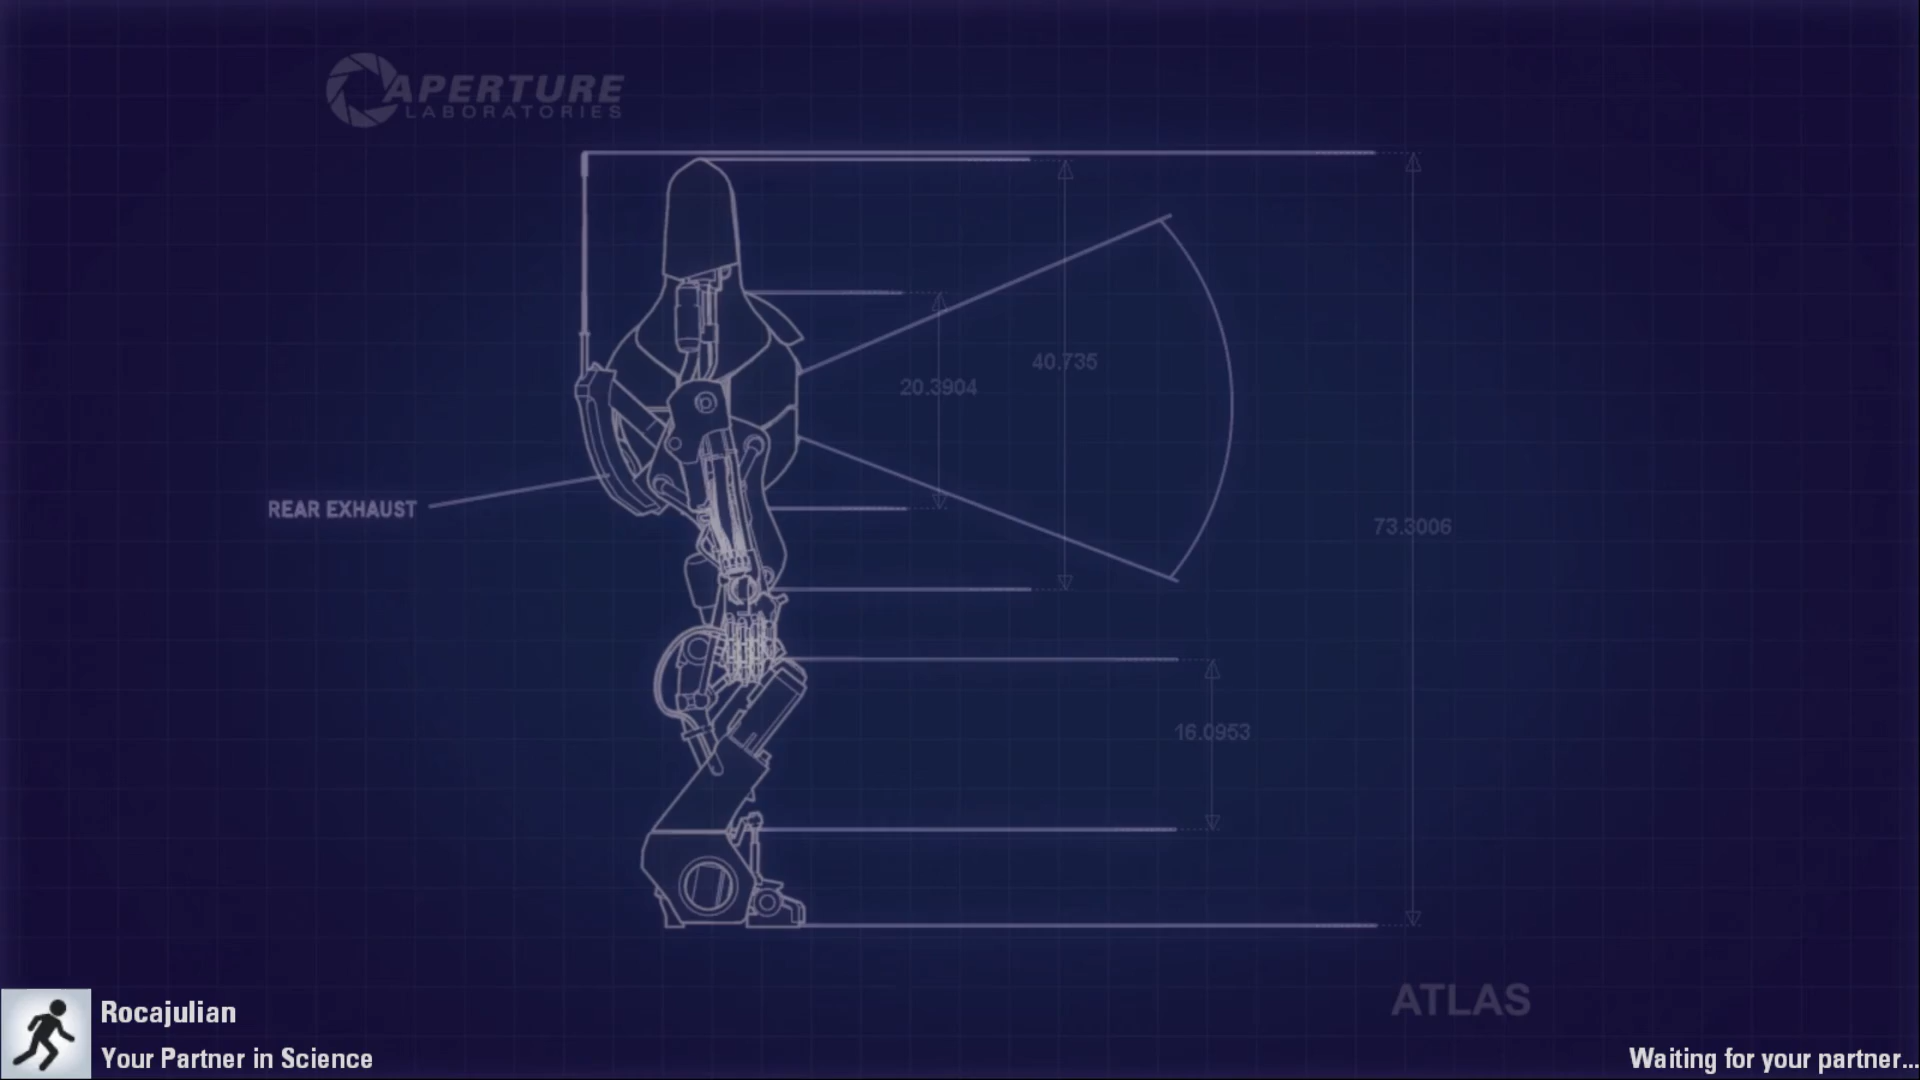 APERTURE
LABORATORIES
40.735
20.3904
REAR EXHAUST
73.3006
16.0953
ATLAS
Rocajulian
Your Partner in Science
Waiting for your partner...